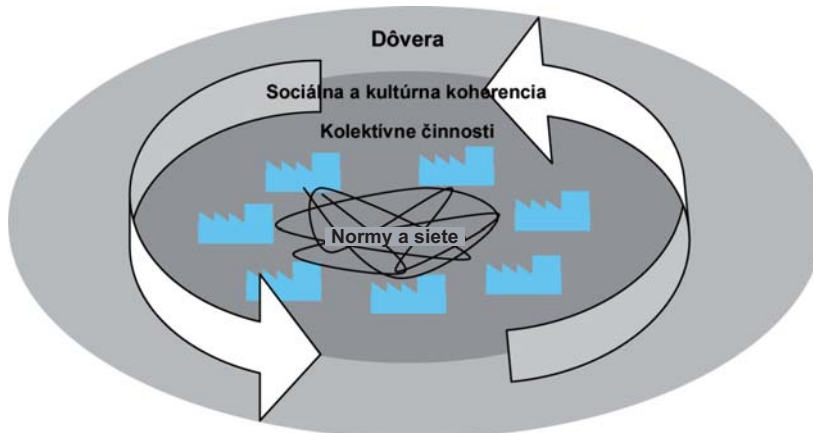 Dôvera
Sociálna a kultúrna koherencia
Kolektívne činnosti
Normy a siete